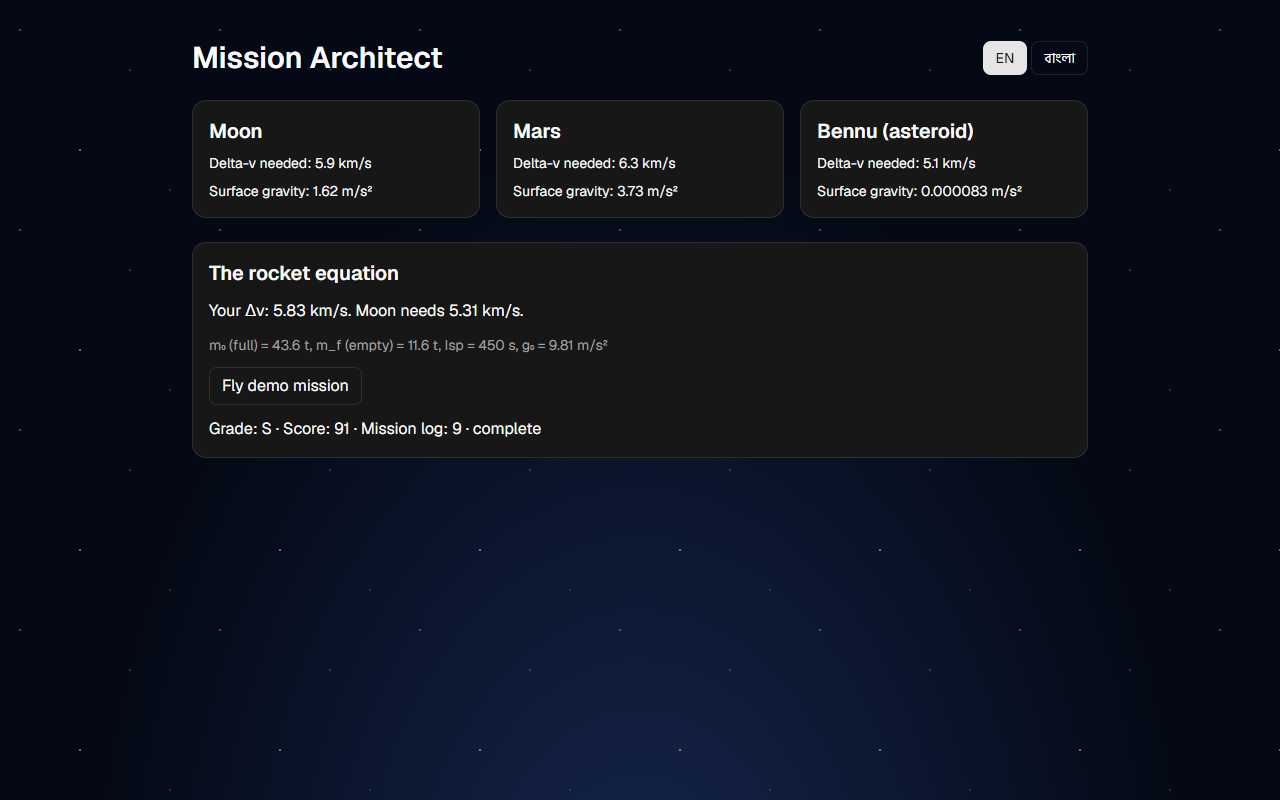 Mission Architect
EN
বাংলা
Moon
Delta-v needed: 5.9 km/s
Surface gravity: 1.62 m/s²
Mars
Delta-v needed: 6.3 km/s
Surface gravity: 3.73 m/s²
Bennu (asteroid)
Delta-v needed: 5.1 km/s
Surface gravity: 0.000083 m/s²
The rocket equation
Your Δv: 5.83 km/s. Moon needs 5.31 km/s.
m₀ (full) = 43.6 t, m_f (empty) = 11.6 t, Isp = 450 s, g₀ = 9.81 m/s²
Fly demo mission
Grade: S · Score: 91 · Mission log: 9 · complete